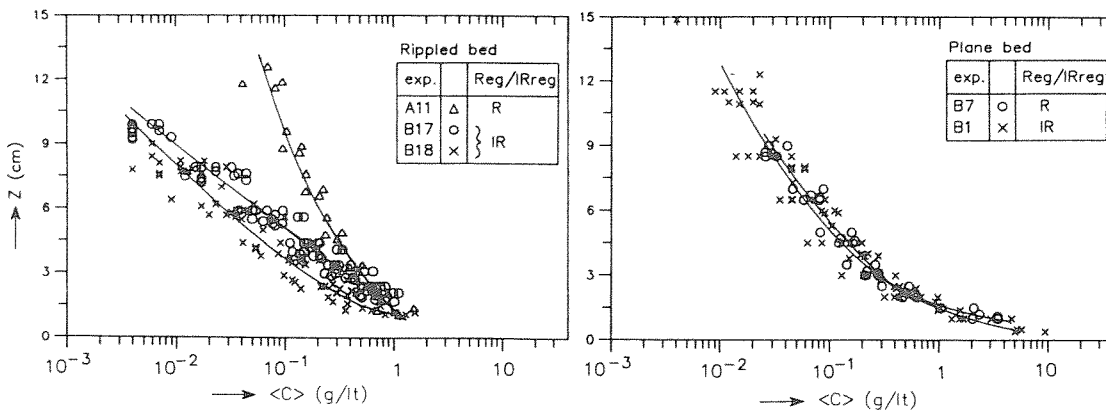 15
12
9
6
3
0
Z (cm)
Rippled bed
exp. Reg/IRreg
A11 △ R
B17 ○ } IR
B18 ×
10-3 10-2 10-1 1 10
<C> (g/lt)
15
12
9
6
3
0
Plane bed
exp. Reg/IRreg
B7 ○ R
B1 × IR
10-3 10-2 10-1 1 10
<C> (g/lt)